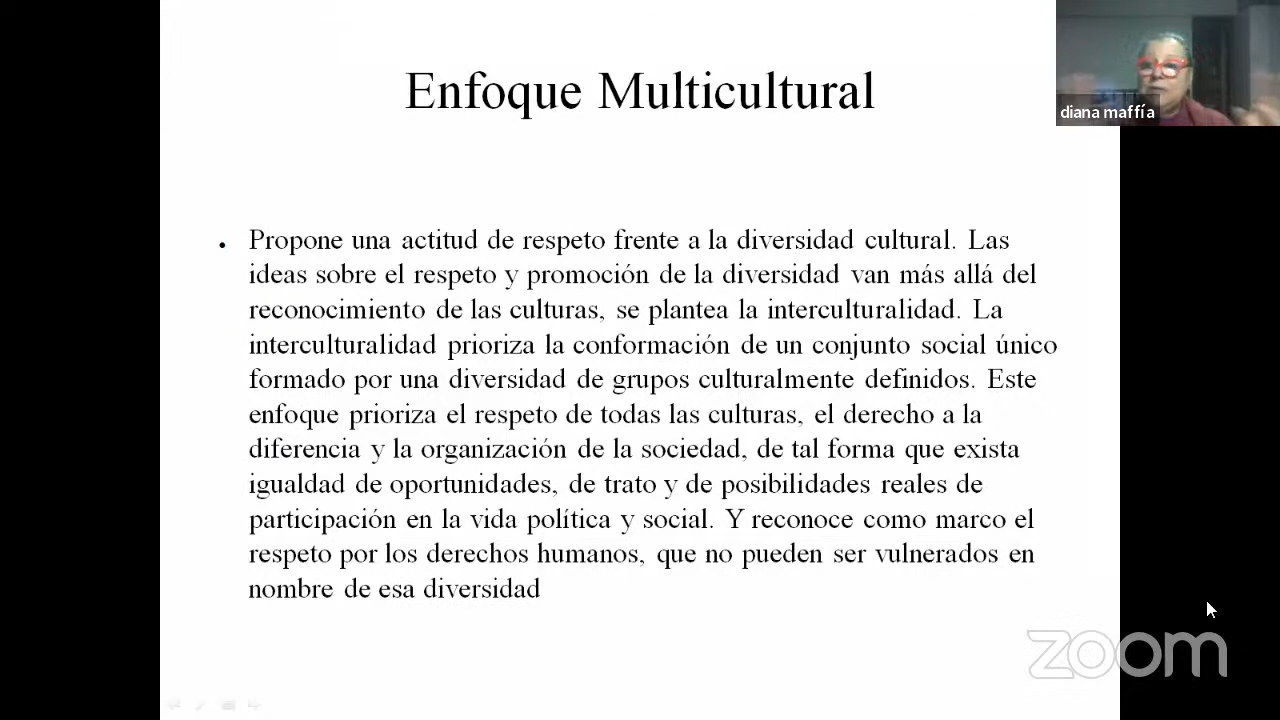 Enfoque Multicultural
diana maffía
• Propone una actitud de respeto frente a la diversidad cultural. Las
ideas sobre el respeto y promoción de la diversidad van más allá del
reconocimiento de las culturas, se plantea la interculturalidad. La
interculturalidad prioriza la conformación de un conjunto social único
formado por una diversidad de grupos culturalmente definidos. Este
enfoque prioriza el respeto de todas las culturas, el derecho a la
diferencia y la organización de la sociedad, de tal forma que exista
igualdad de oportunidades, de trato y de posibilidades reales de
participación en la vida política y social. Y reconoce como marco el
respeto por los derechos humanos, que no pueden ser vulnerados en
nombre de esa diversidad
zoom